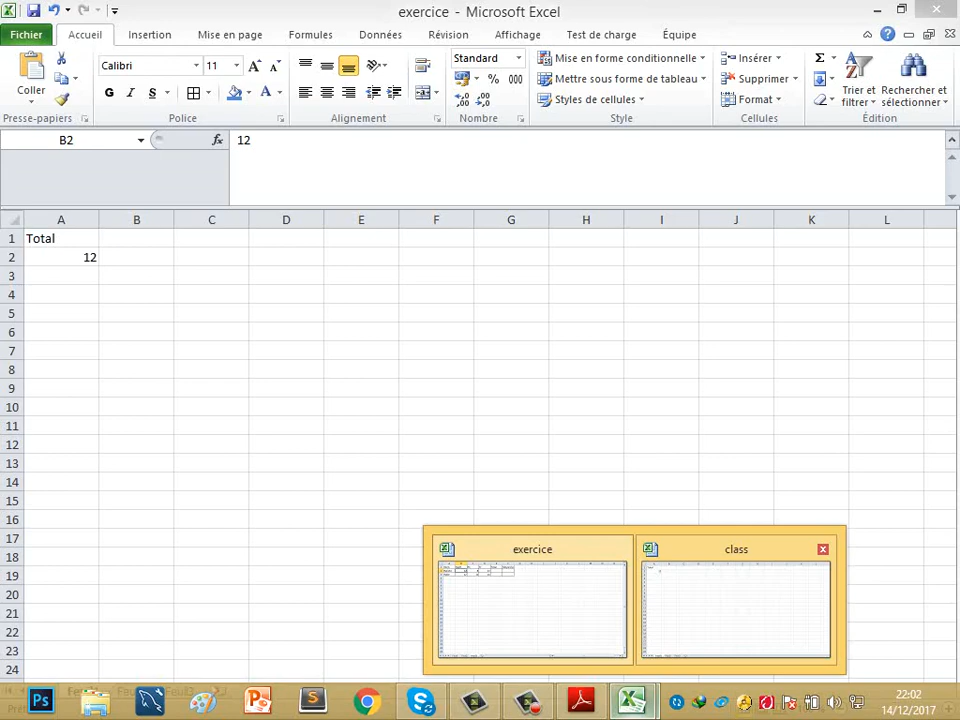 exercice - Microsoft Excel
Fichier Accueil Insertion Mise en page Formules Données Révision Affichage Test de charge Équipe
Coller
Presse-papiers
Calibri 11
G I S
Police
Alignement
Standard
% 000
Nombre
Mise en forme conditionnelle
Mettre sous forme de tableau
Styles de cellules
Style
Insérer
Supprimer
Format
Cellules
Σ
Trier et filtrer
Rechercher et sélectionner
Édition
B2 fx 12
A B C D E F G H I J K L
1 Total
2 12
3
4
5
6
7
8
9
10
11
12
13
14
15
16
17
18
19
20
21
22
23
24
exercice
class
22:02
14/12/2017